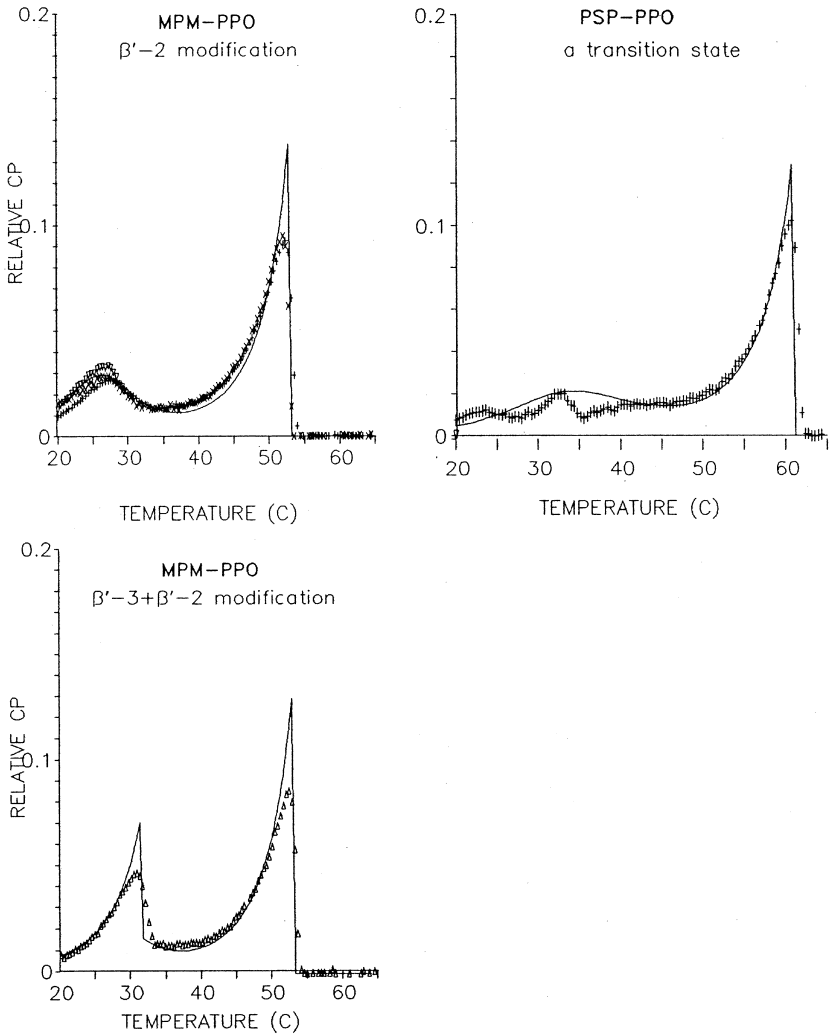 MPM-PPO
β'-2 modification
0.2
0.1
0
RELATIVE CP
20 30 40 50 60
TEMPERATURE (C)
PSP-PPO
a transition state
0.2
0.1
0
20 30 40 50 60
TEMPERATURE (C)
MPM-PPO
β'-3+β'-2 modification
0.2
0.1
0
RELATIVE CP
20 30 40 50 60
TEMPERATURE (C)